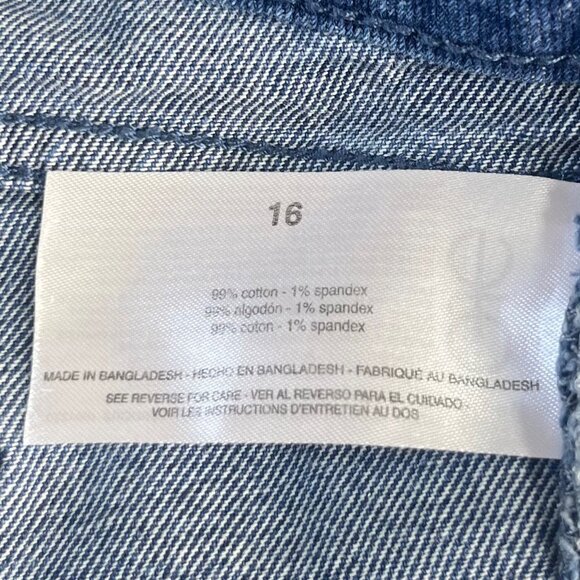 16
99% cotton - 1% spandex
99% algodón - 1% spandex
99% coton - 1% spandex
MADE IN BANGLADESH - HECHO EN BANGLADESH - FABRIQUÉ AU BANGLADESH
SEE REVERSE FOR CARE - VER AL REVERSO PARA EL CUIDADO -
VOIR LES INSTRUCTIONS D'ENTRETIEN AU DOS